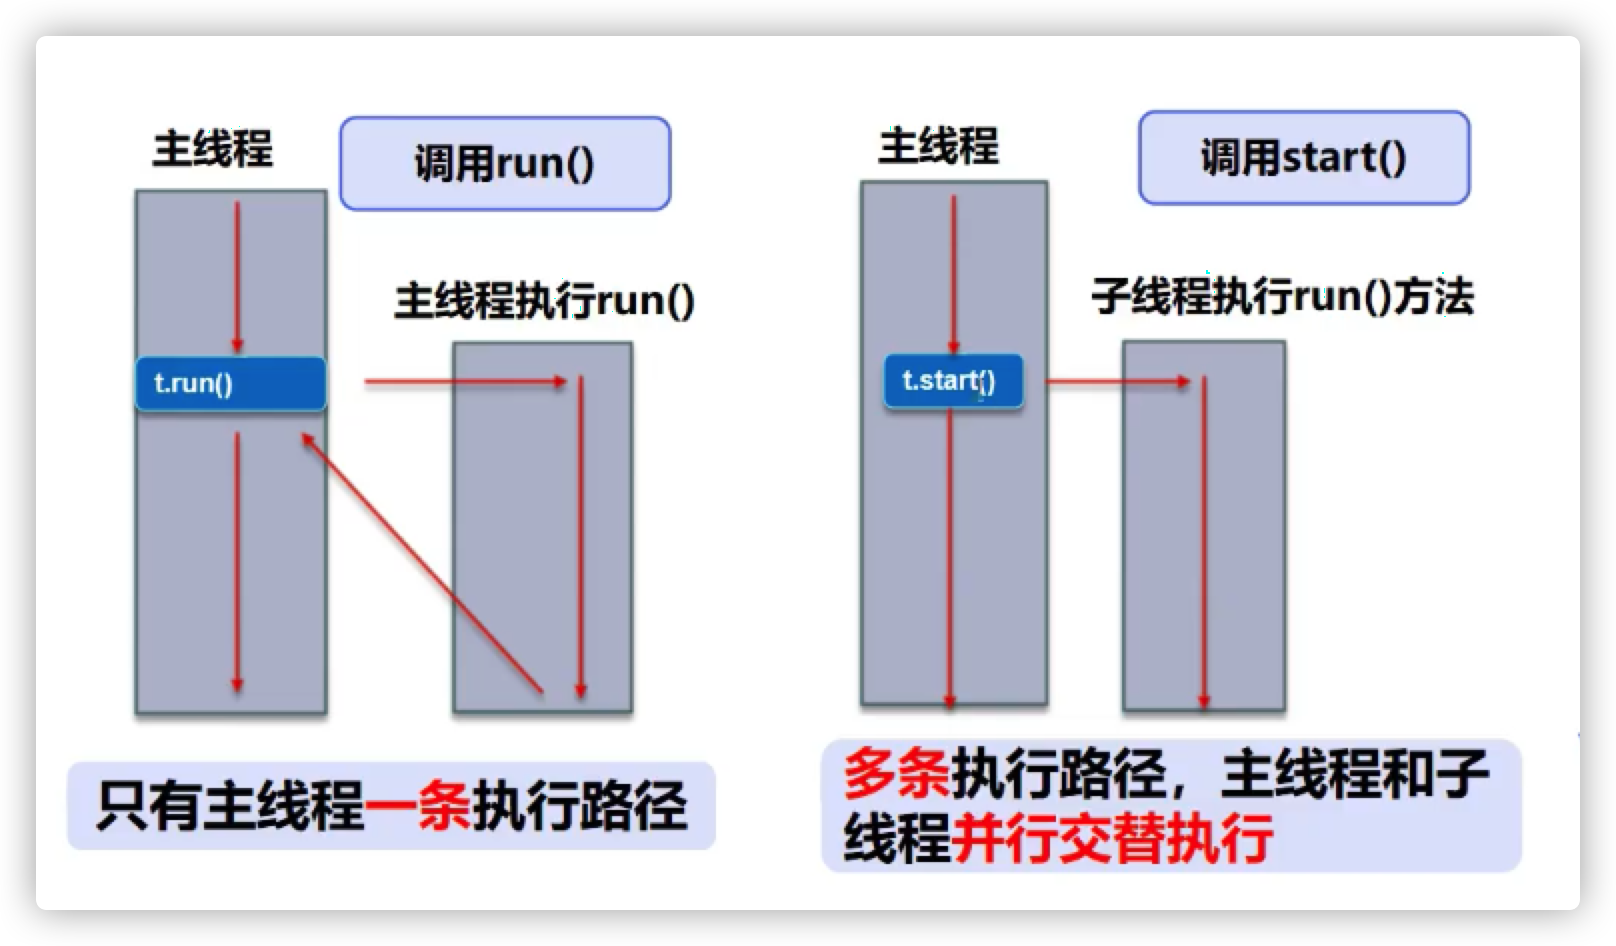 主线程
调用run()
主线程执行run()
t.run()
只有主线程一条执行路径
主线程
调用start()
子线程执行run()方法
t.start()
多条执行路径，主线程和子
线程并行交替执行